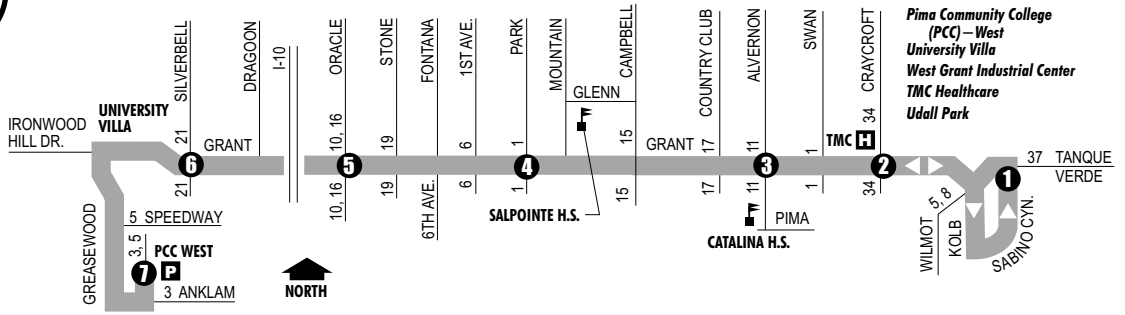 Pima Community College
(PCC) – West
University Villa
West Grant Industrial Center
TMC Healthcare
Udall Park
SILVERBELL
DRAGOON
I-10
ORACLE
STONE
FONTANA
1ST AVE.
PARK
MOUNTAIN
CAMPBELL
COUNTRY CLUB
ALVERNON
SWAN
CRAYCROFT
GLENN
UNIVERSITY
VILLA
IRONWOOD
HILL DR.
21
GRANT
10, 16
19
6
1
15
GRANT
17
11
1
TMC H
34
6
5
4
3
2
1
37 TANQUE
VERDE
21
10, 16
19
6TH AVE.
6
1
15
17
11
1
34
SALPOINTE H.S.
CATALINA H.S.
PIMA
WILMOT
5, 8
KOLB
SABINO CYN.
GREASEWOOD
5 SPEEDWAY
3, 5
PCC WEST
7 P
3 ANKLAM
NORTH